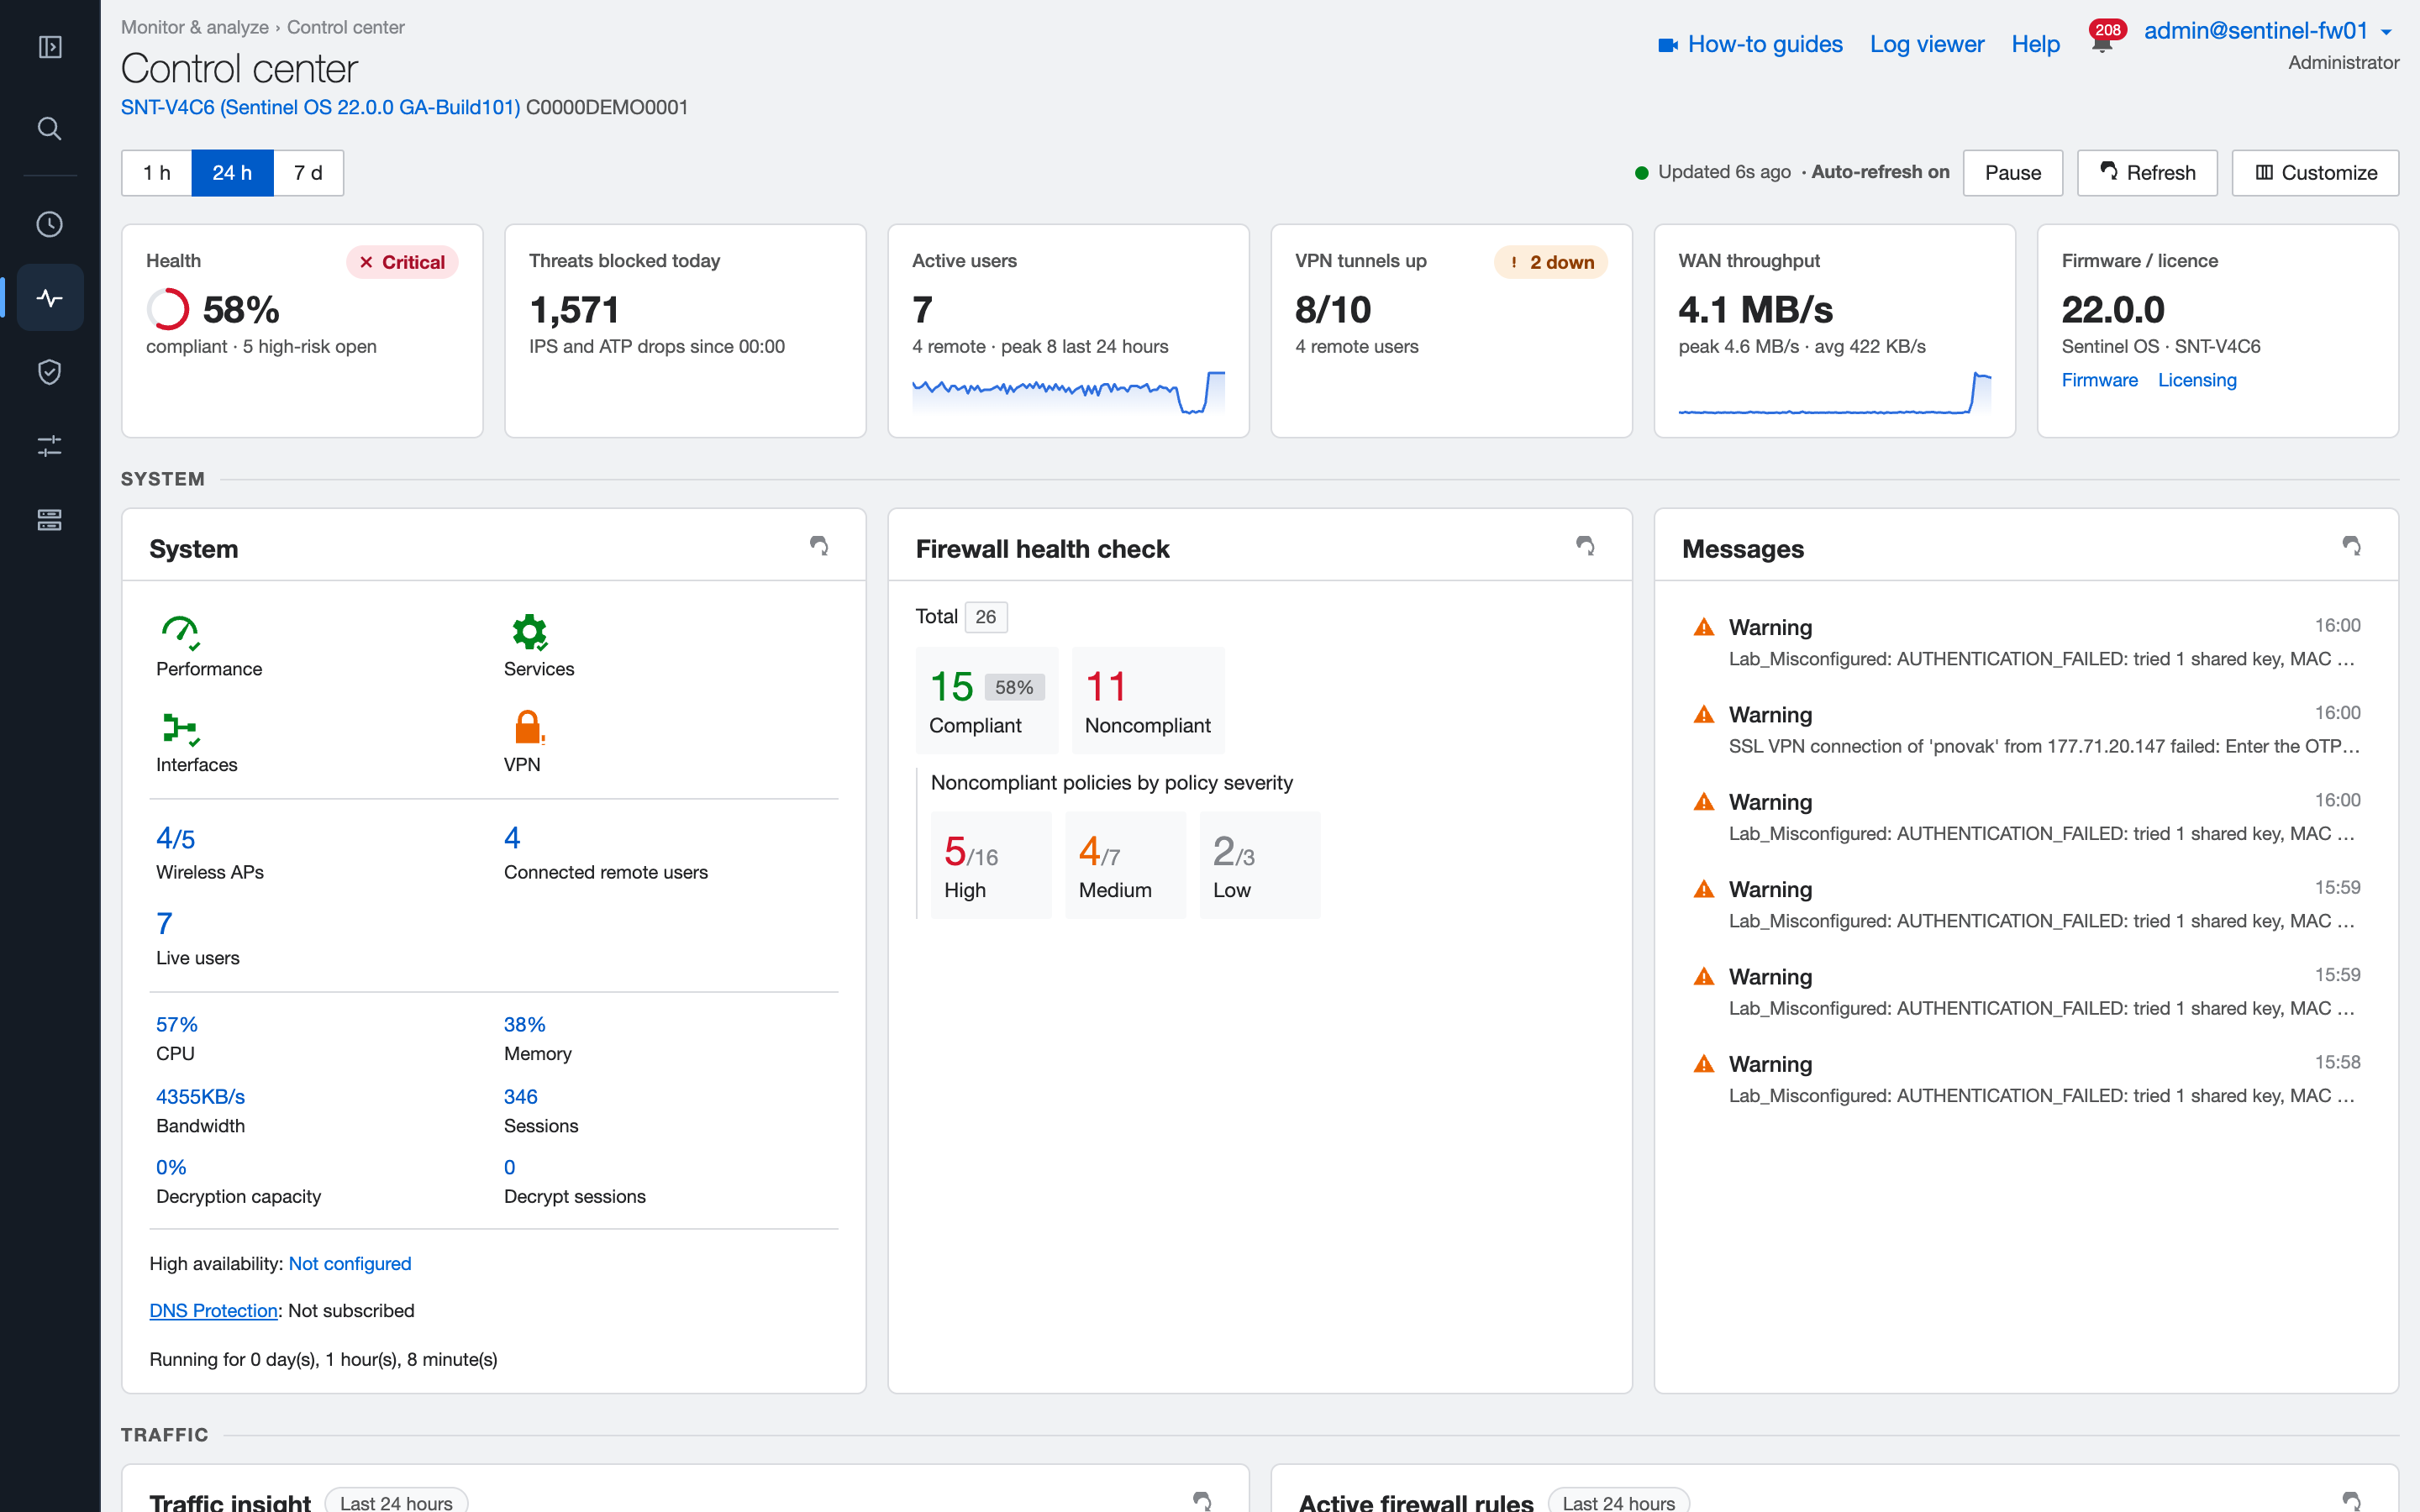 Monitor & analyze › Control center
Control center
SNT-V4C6 (Sentinel OS 22.0.0 GA-Build101) C0000DEMO0001
How-to guides
Log viewer
Help
208
admin@sentinel-fw01
Administrator
1 h
24 h
7 d
Updated 6s ago · Auto-refresh on
Pause
Refresh
Customize
Health
Critical
58%
compliant · 5 high-risk open
Threats blocked today
1,571
IPS and ATP drops since 00:00
Active users
7
4 remote · peak 8 last 24 hours
VPN tunnels up
! 2 down
8/10
4 remote users
WAN throughput
4.1 MB/s
peak 4.6 MB/s · avg 422 KB/s
Firmware / licence
22.0.0
Sentinel OS · SNT-V4C6
Firmware Licensing
SYSTEM
System
Performance
Services
Interfaces
VPN
4/5
Wireless APs
4
Connected remote users
7
Live users
57%
CPU
38%
Memory
4355KB/s
Bandwidth
346
Sessions
0%
Decryption capacity
0
Decrypt sessions
High availability: Not configured
DNS Protection: Not subscribed
Running for 0 day(s), 1 hour(s), 8 minute(s)
Firewall health check
Total 26
15 58%
Compliant
11
Noncompliant
Noncompliant policies by policy severity
5/16
High
4/7
Medium
2/3
Low
Messages
Warning 16:00
Lab_Misconfigured: AUTHENTICATION_FAILED: tried 1 shared key, MAC …
Warning 16:00
SSL VPN connection of 'pnovak' from 177.71.20.147 failed: Enter the OTP…
Warning 16:00
Lab_Misconfigured: AUTHENTICATION_FAILED: tried 1 shared key, MAC …
Warning 15:59
Lab_Misconfigured: AUTHENTICATION_FAILED: tried 1 shared key, MAC …
Warning 15:59
Lab_Misconfigured: AUTHENTICATION_FAILED: tried 1 shared key, MAC …
Warning 15:58
Lab_Misconfigured: AUTHENTICATION_FAILED: tried 1 shared key, MAC …
TRAFFIC
Traffic insight Last 24 hours
Active firewall rules Last 24 hours